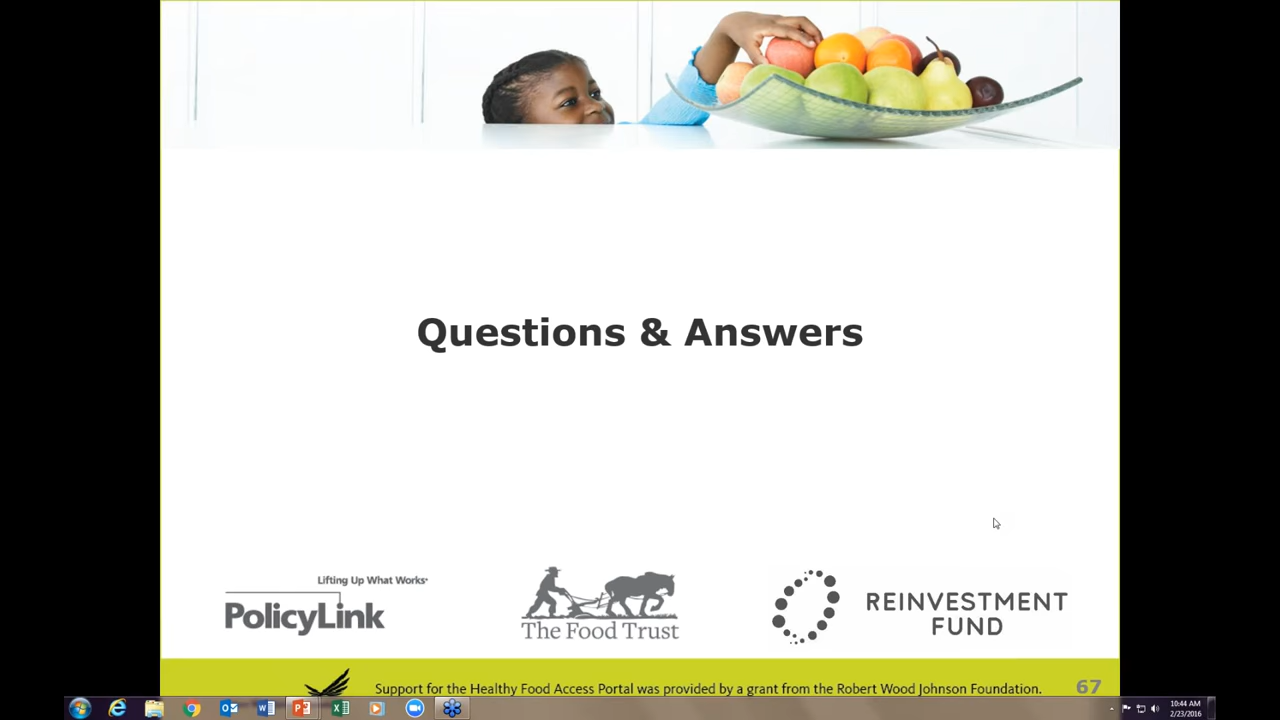 Questions & Answers
Lifting Up What Works®
PolicyLink
The Food Trust
REINVESTMENT
FUND
Support for the Healthy Food Access Portal was provided by a grant from the Robert Wood Johnson Foundation.
67
10:44 AM
2/23/2016